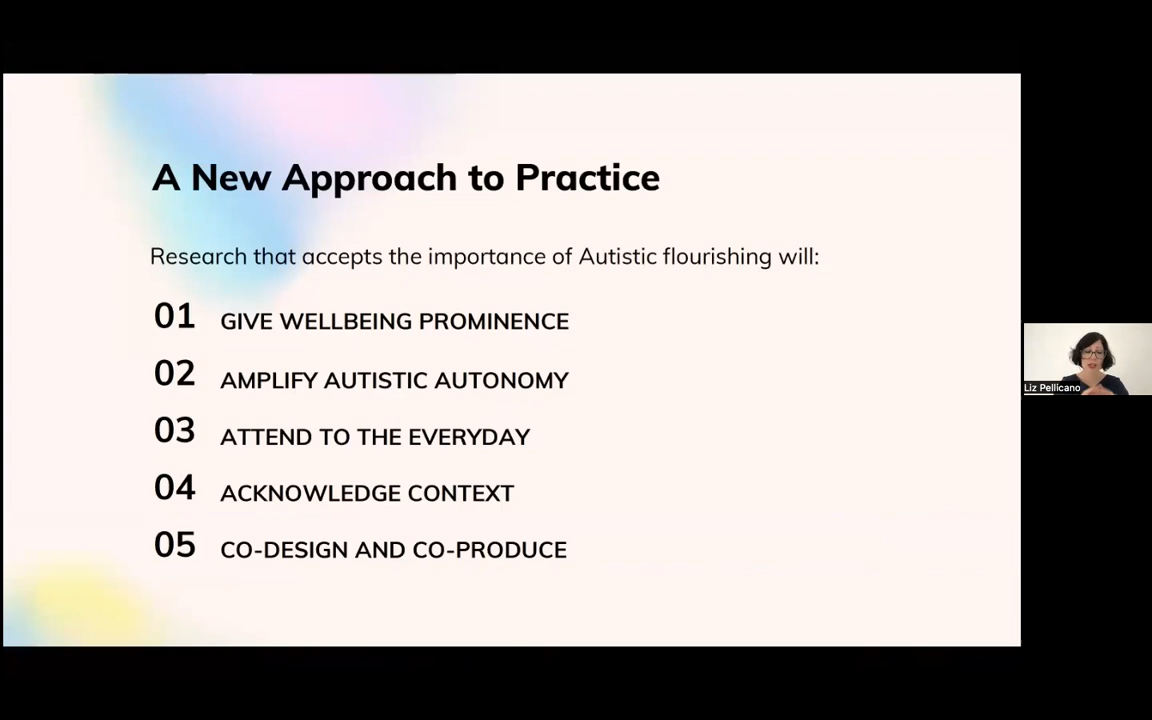 A New Approach to Practice
Research that accepts the importance of Autistic flourishing will:
01 GIVE WELLBEING PROMINENCE
02 AMPLIFY AUTISTIC AUTONOMY
03 ATTEND TO THE EVERYDAY
04 ACKNOWLEDGE CONTEXT
05 CO-DESIGN AND CO-PRODUCE
Liz Pellicano